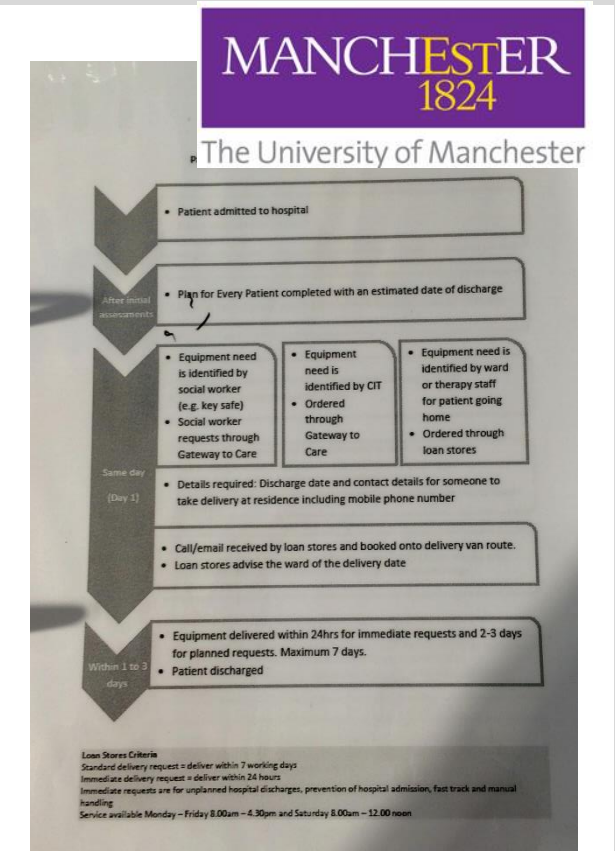 MANCHESTER
1824
The University of Manchester
• Patient admitted to hospital
After initial
assessments
• Plan for Every Patient completed with an estimated date of discharge
Same day
(Day 1)
• Equipment need
is identified by
social worker
(e.g. key safe)
• Social worker
requests through
Gateway to Care
• Equipment
need is
identified by CIT
• Ordered
through
Gateway to
Care
• Equipment need is
identified by ward
or therapy staff
for patient going
home
• Ordered through
loan stores
• Details required: Discharge date and contact details for someone to
take delivery at residence including mobile phone number
• Call/email received by loan stores and booked onto delivery van route.
• Loan stores advise the ward of the delivery date
Within 1 to 3
days
• Equipment delivered within 24hrs for immediate requests and 2-3 days
for planned requests. Maximum 7 days.
• Patient discharged
Loan Stores Criteria
Standard delivery request = deliver within 7 working days
Immediate delivery request = deliver within 24 hours
Immediate requests are for unplanned hospital discharges, prevention of hospital admission, fast track and manual
handling
Service available Monday – Friday 8.00am – 4.30pm and Saturday 8.00am – 12.00 noon